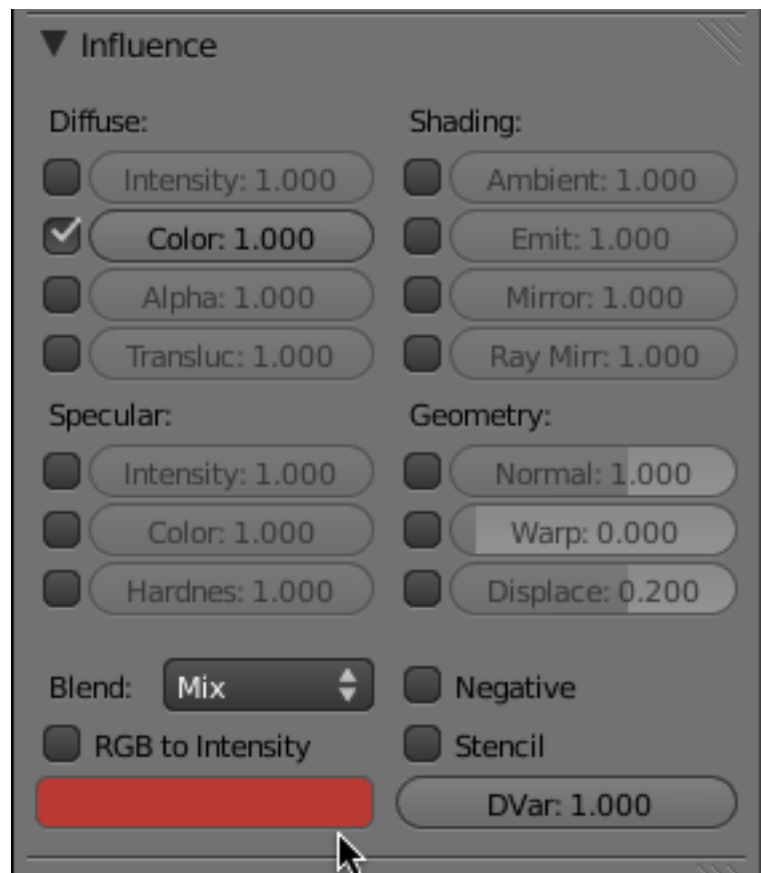 Influence
Diffuse:
Intensity: 1.000
Color: 1.000
Alpha: 1.000
Transluc: 1.000
Shading:
Ambient: 1.000
Emit: 1.000
Mirror: 1.000
Ray Mirr: 1.000
Specular:
Intensity: 1.000
Color: 1.000
Hardnes: 1.000
Geometry:
Normal: 1.000
Warp: 0.000
Displace: 0.200
Blend: Mix
RGB to Intensity
Negative
Stencil
DVar: 1.000